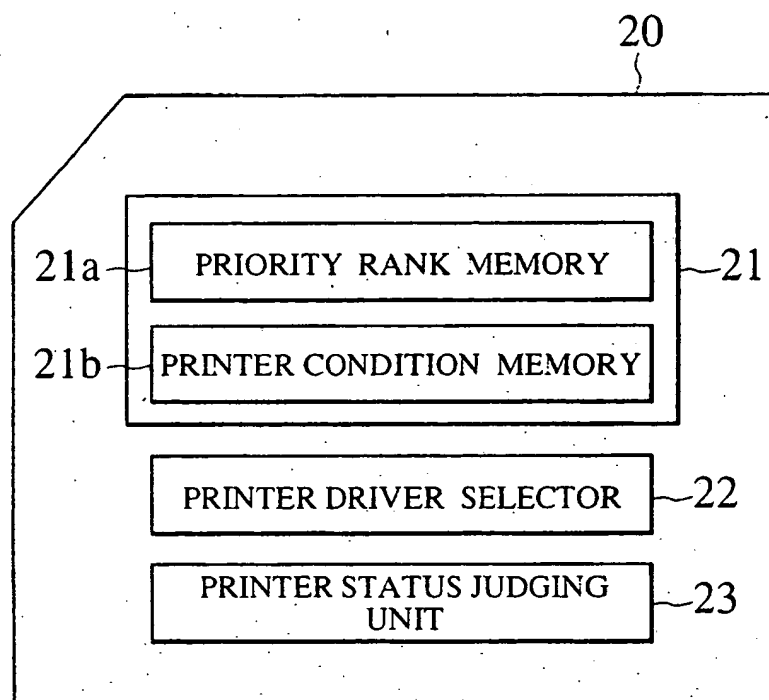 20
21a
PRIORITY RANK MEMORY
21
21b
PRINTER CONDITION MEMORY
PRINTER DRIVER SELECTOR
22
PRINTER STATUS JUDGING
UNIT
23